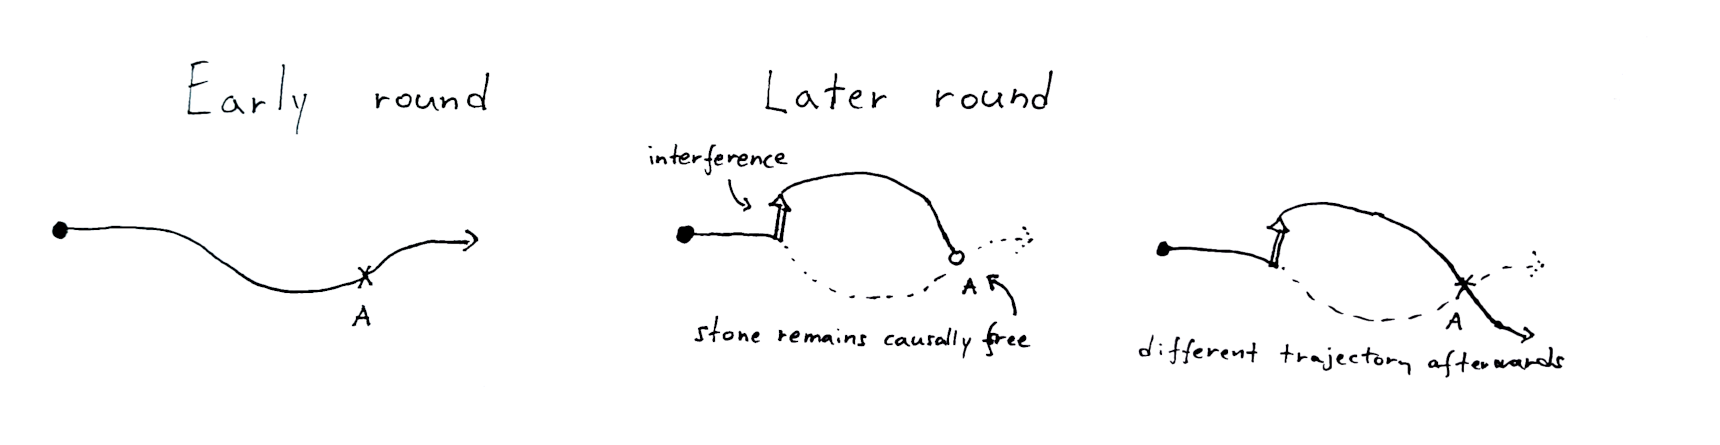 Early round
Later round
interference
A
A
stone remains causally free
A
different trajectory afterwards